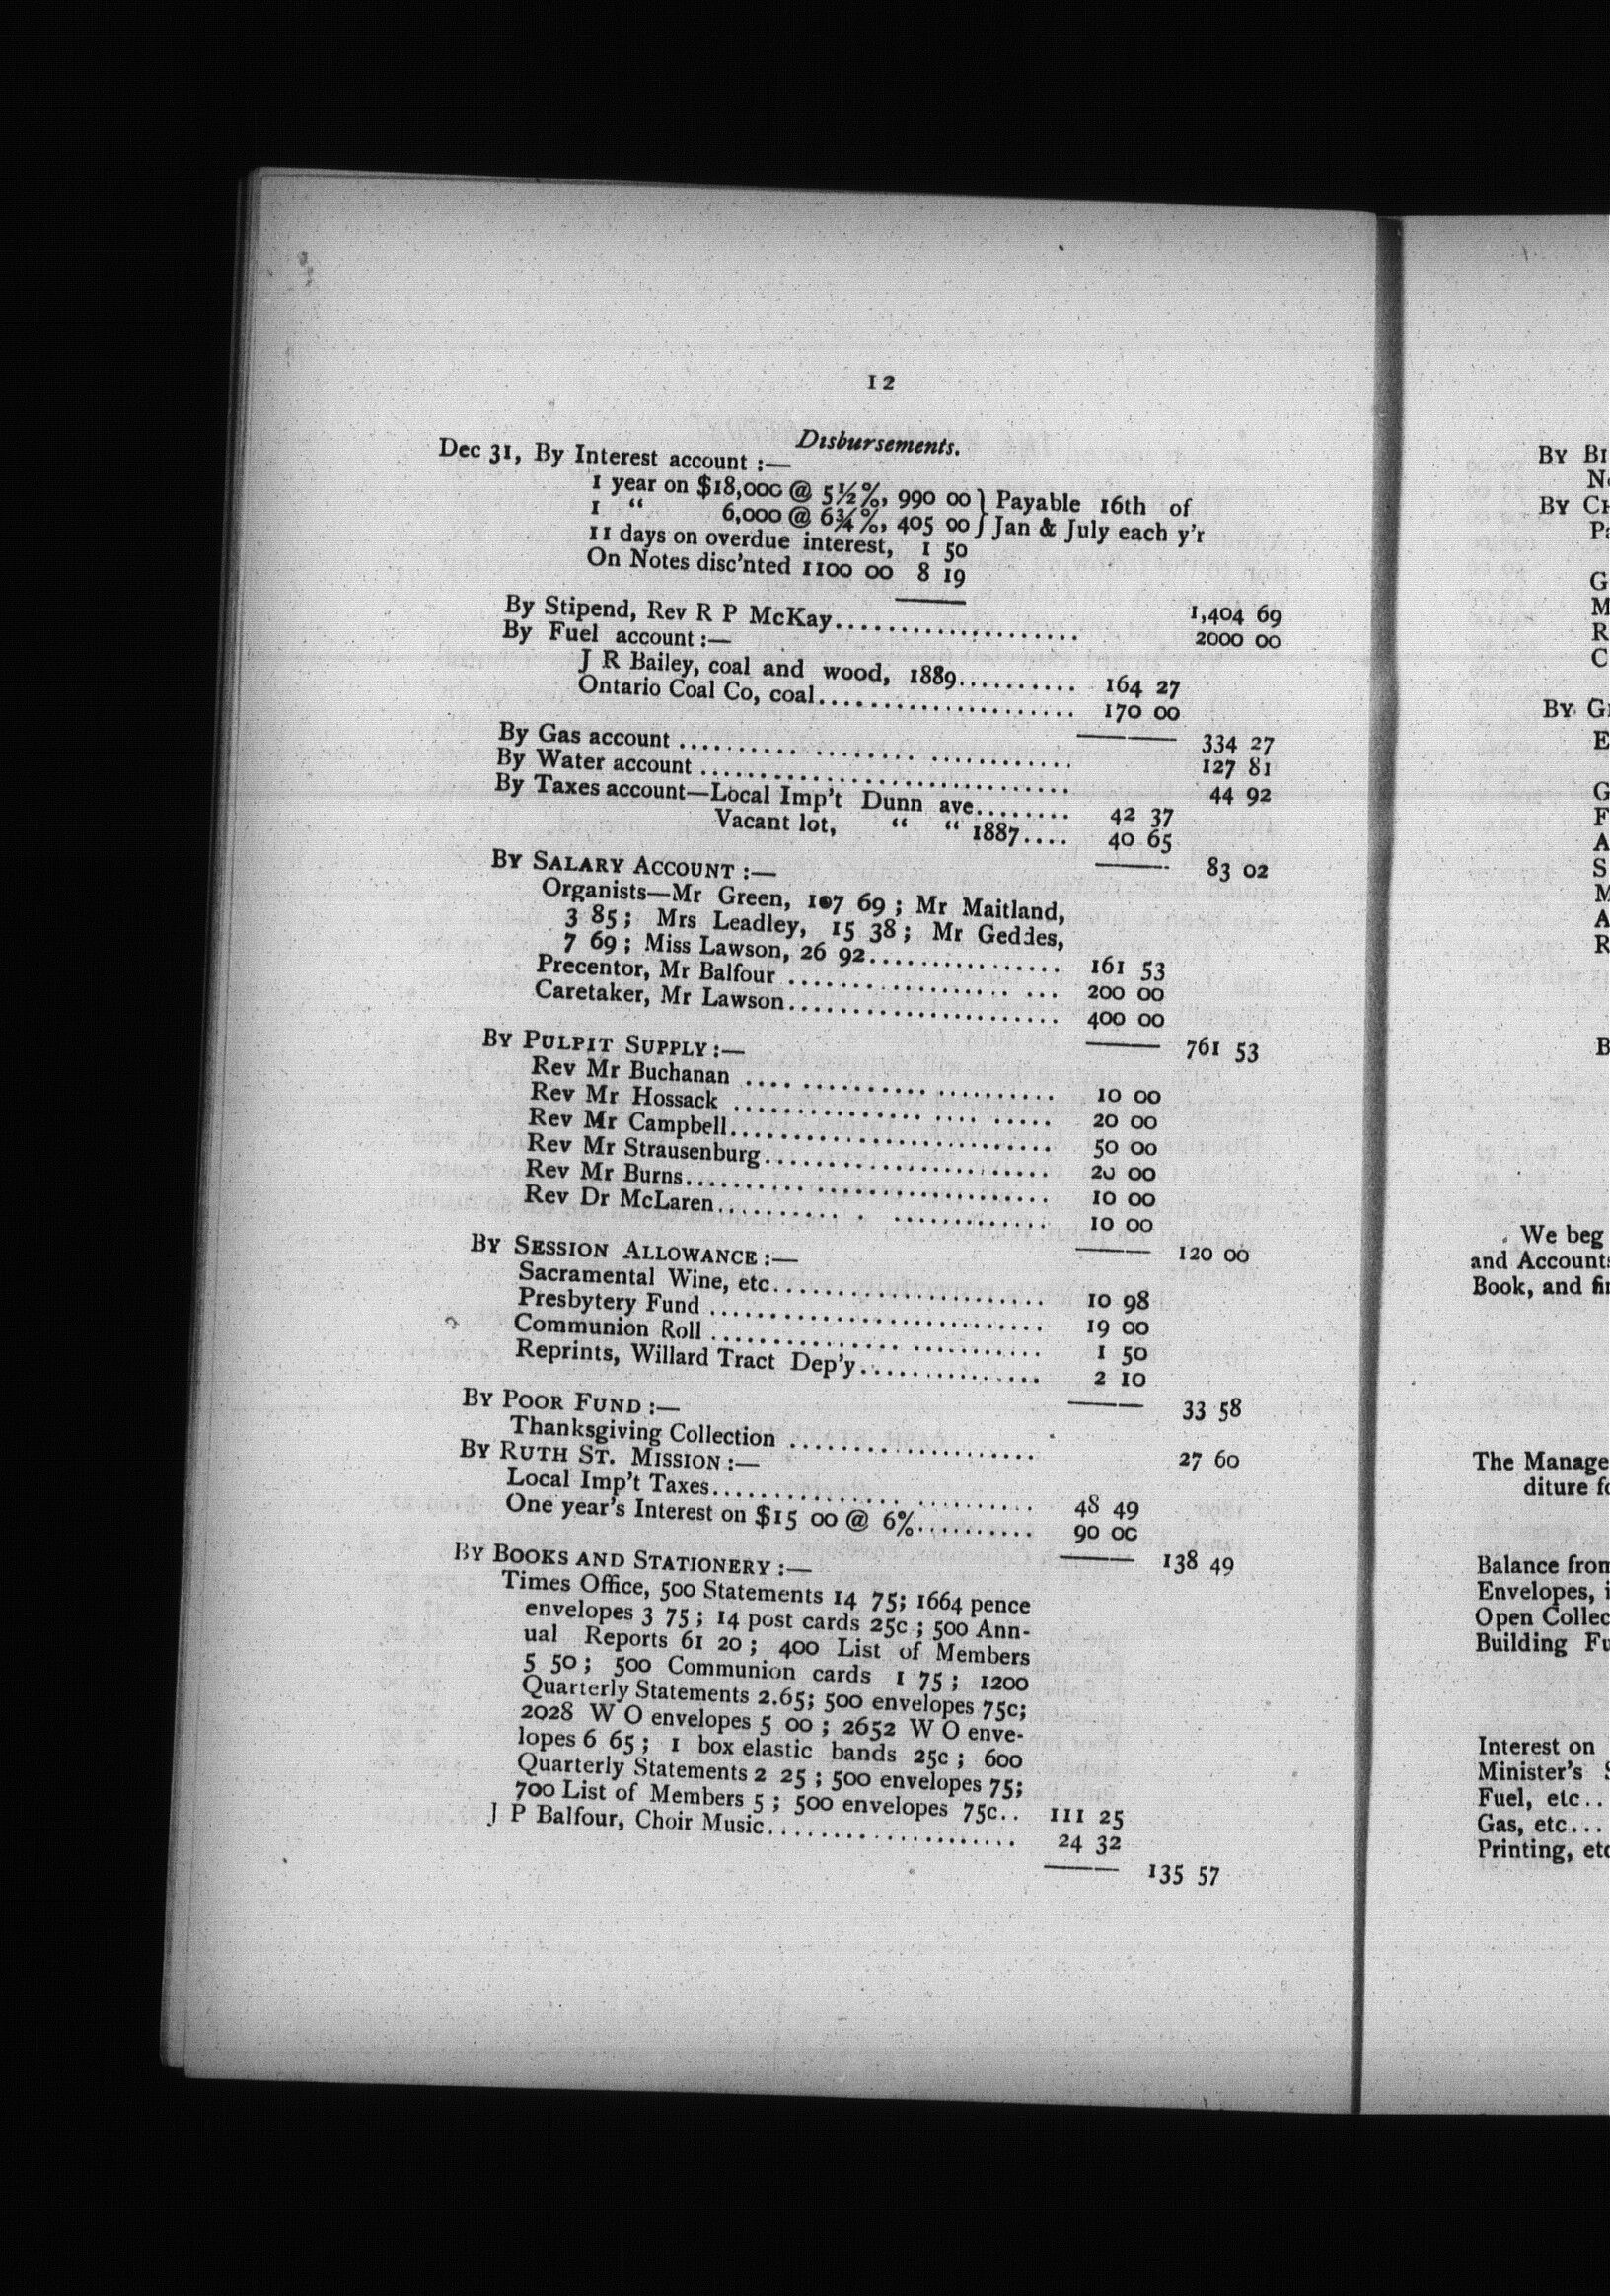 12
Disbursements.
Dec 31, By Interest account :—
1 year on $18,000 @ 5½%, 990 00 } Payable 16th of
1 “ 6,000 @ 6¾%, 405 00 } Jan & July each y'r
11 days on overdue interest, 1 50
On Notes disc'nted 1100 00 8 19
1,404 69
By Stipend, Rev R P McKay.................... 2000 00
By Fuel account :—
J R Bailey, coal and wood, 1889.......... 164 27
Ontario Coal Co, coal..................... 170 00
334 27
By Gas account .............................. 127 81
By Water account .............................. 44 92
By Taxes account—Local Imp't Dunn ave........ 42 37
Vacant lot, “ “ 1887.... 40 65
83 02
By Salary Account :—
Organists—Mr Green, 107 69 ; Mr Maitland,
3 85 ; Mrs Leadley, 15 38 ; Mr Geddes,
7 69 ; Miss Lawson, 26 92................ 161 53
Precentor, Mr Balfour ..................... 200 00
Caretaker, Mr Lawson...................... 400 00
761 53
By Pulpit Supply :—
Rev Mr Buchanan ......................... 10 00
Rev Mr Hossack ......................... 20 00
Rev Mr Campbell........................... 50 00
Rev Mr Strausenburg....................... 20 00
Rev Mr Burns............................. 10 00
Rev Dr McLaren......................... 10 00
120 00
By Session Allowance :—
Sacramental Wine, etc...................... 10 98
Presbytery Fund ........................... 19 00
Communion Roll .......................... 1 50
Reprints, Willard Tract Dep'y............... 2 10
33 58
By Poor Fund :—
Thanksgiving Collection .................... 27 60
By Ruth St. Mission :—
Local Imp't Taxes......................... 48 49
One year's Interest on $15 00 @ 6%.......... 90 00
138 49
By Books and Stationery :—
Times Office, 500 Statements 14 75; 1664 pence
envelopes 3 75 ; 14 post cards 25c ; 500 Ann-
ual Reports 61 20 ; 400 List of Members
5 50 ; 500 Communion cards 1 75 ; 1200
Quarterly Statements 2.65; 500 envelopes 75c;
2028 W O envelopes 5 00 ; 2652 W O enve-
lopes 6 65 ; 1 box elastic bands 25c ; 600
Quarterly Statements 2 25 ; 500 envelopes 75;
700 List of Members 5 ; 500 envelopes 75c.. 111 25
J P Balfour, Choir Music.................... 24 32
135 57
By
By
By
We beg
and Accounts
Book, and
The Manage
diture
Balance from
Envelopes,
Open Collec
Building
Interest on
Minister's
Fuel, etc..
Gas, etc...
Printing, etc